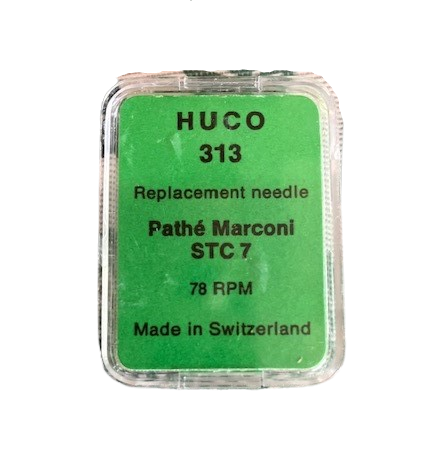 HUCO
313
Replacement needle
Pathé Marconi
STC 7
78 RPM
Made in Switzerland